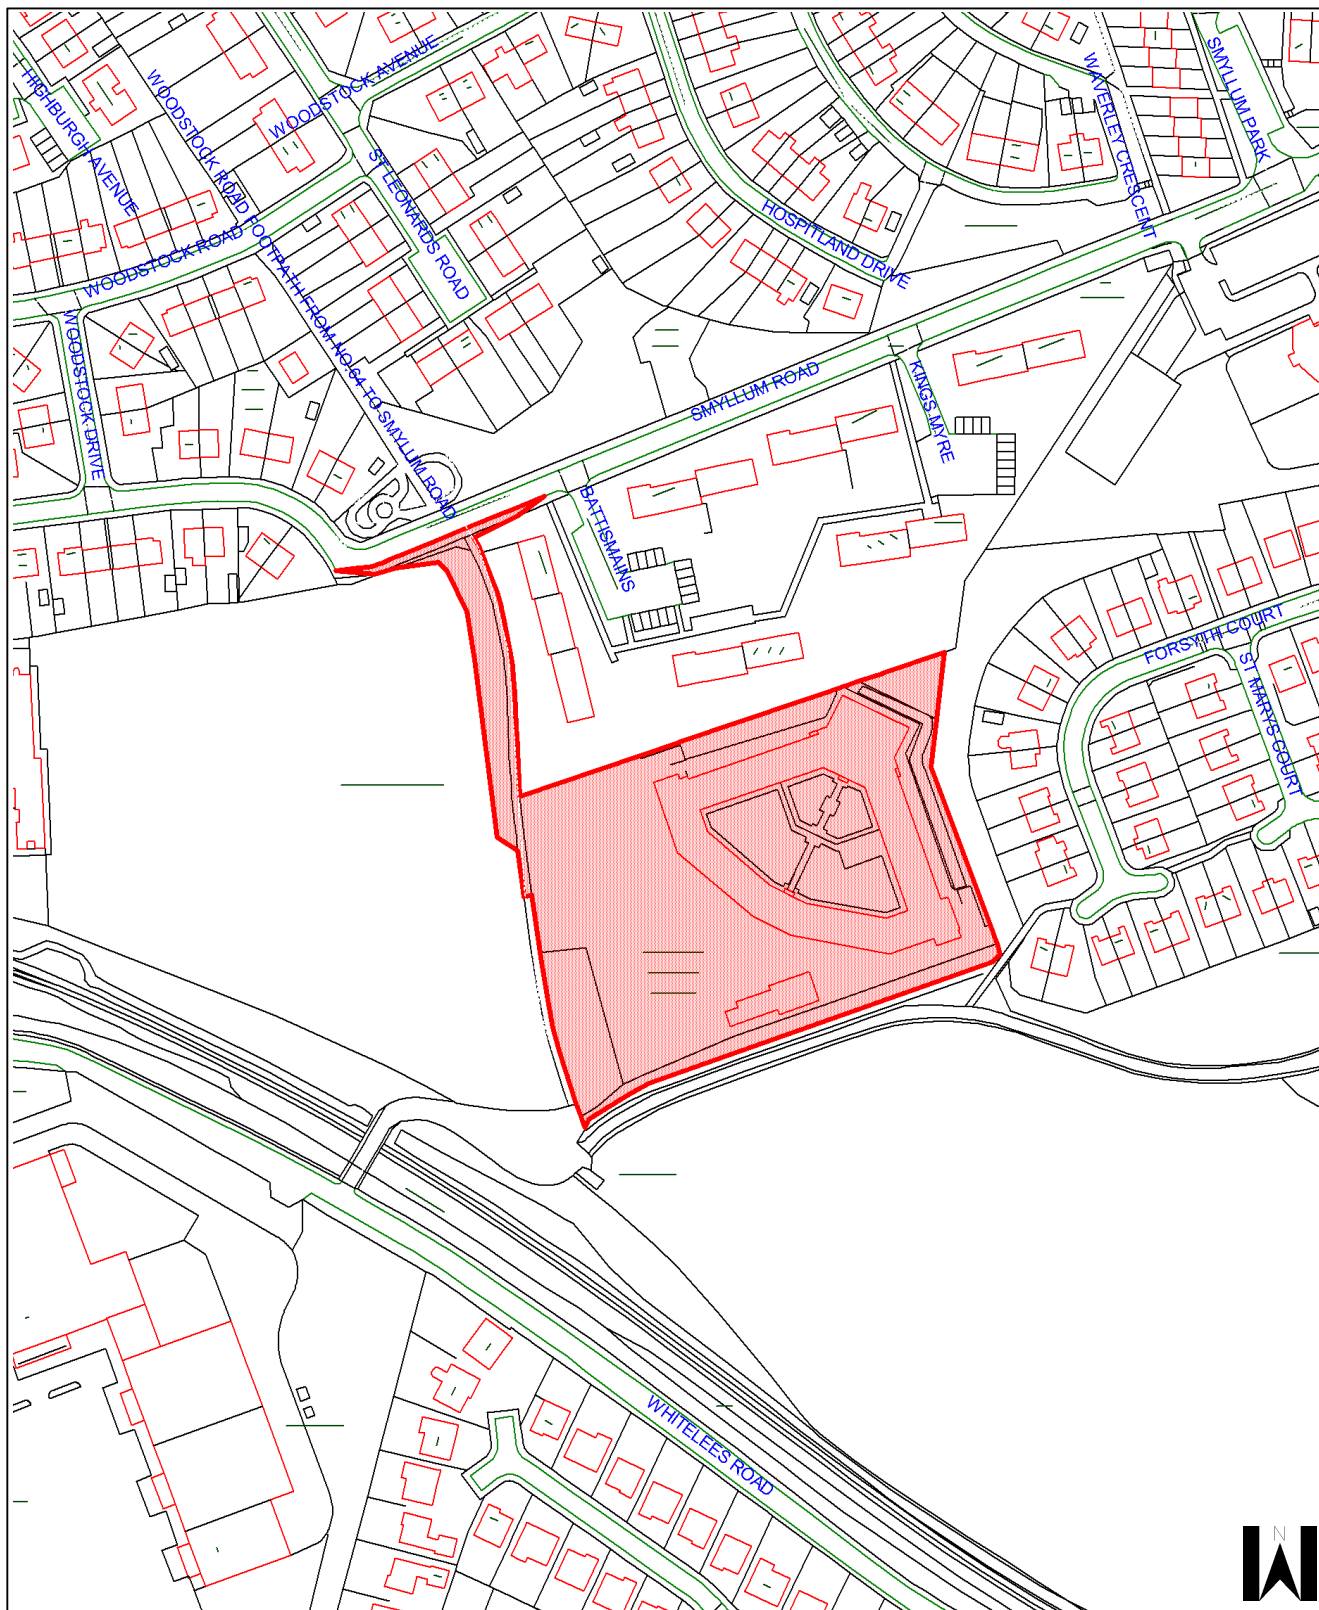 HIGHBURGH AVENUE
WOODSTOCK ROAD FOOTPATH FROM NO.64 TO SMYLLUM ROAD
WOODSTOCK AVENUE
ST LEONARDS ROAD
WOODSTOCK ROAD
WOODSTOCK DRIVE
HOSPITLAND DRIVE
WAVERLEY CRESCENT
SMYLLUM PARK
SMYLLUM ROAD
KINGS MYRE
BATTISMAINS
FORSYTH COURT
ST MARYS COURT
WHITELEES ROAD
N